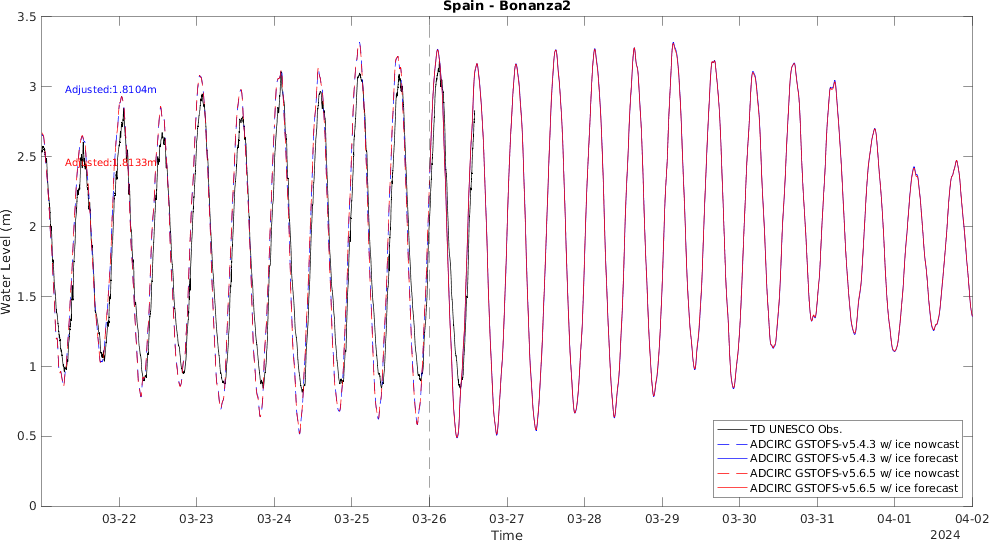 Spain - Bonanza2
3.5
3
2.5
2
1.5
1
0.5
0
Water Level (m)
Adjusted:1.8104m
Adjusted:1.8133m
TD UNESCO Obs.
ADCIRC GSTOFS-v5.4.3 w/ ice nowcast
ADCIRC GSTOFS-v5.4.3 w/ ice forecast
ADCIRC GSTOFS-v5.6.5 w/ ice nowcast
ADCIRC GSTOFS-v5.6.5 w/ ice forecast
03-22 03-23 03-24 03-25 03-26 03-27 03-28 03-29 03-30 03-31 04-01 04-02
Time
2024